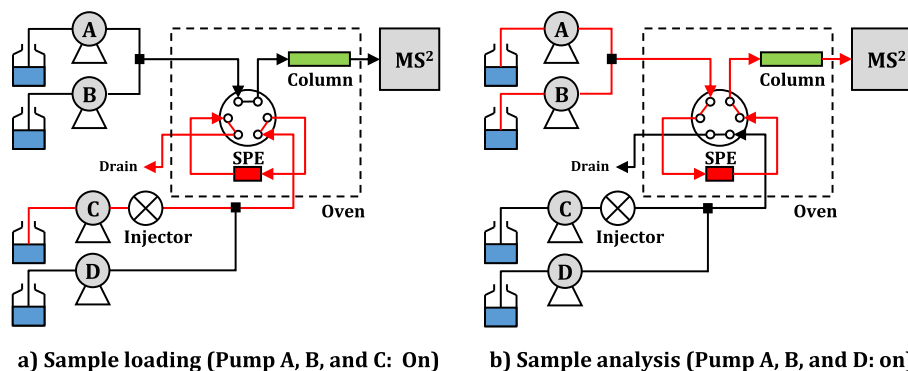 A
B
Column
MS²
SPE
Drain
C
Injector
Oven
D
a) Sample loading (Pump A, B, and C: On)
A
B
Column
MS²
SPE
Drain
C
Injector
Oven
D
b) Sample analysis (Pump A, B, and D: on)